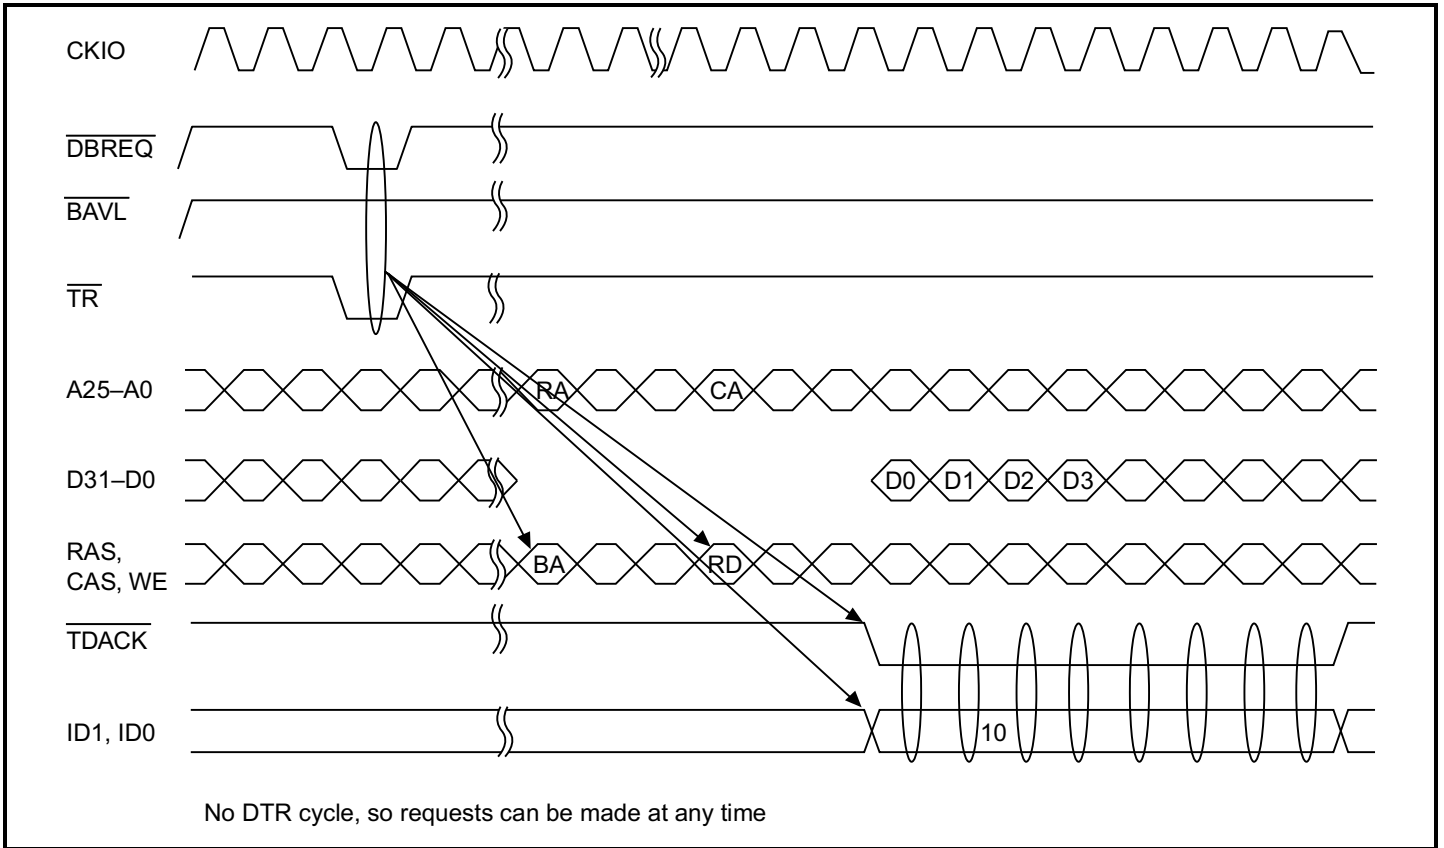 CKIO
DBREQ
BAVL
TR
A25–A0
RA
CA
D31–D0
D0 D1 D2 D3
RAS,
CAS, WE
BA
RD
TDACK
ID1, ID0
10
No DTR cycle, so requests can be made at any time